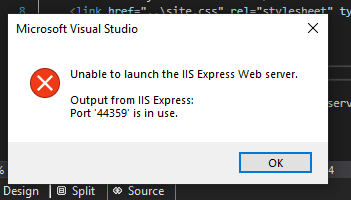 8
<link href="..\site.css" rel="stylesheet" ty
Microsoft Visual Studio
Unable to launch the IIS Express Web server.
Output from IIS Express:
Port '44359' is in use.
serv
OK
%
4
Design
Split
Source